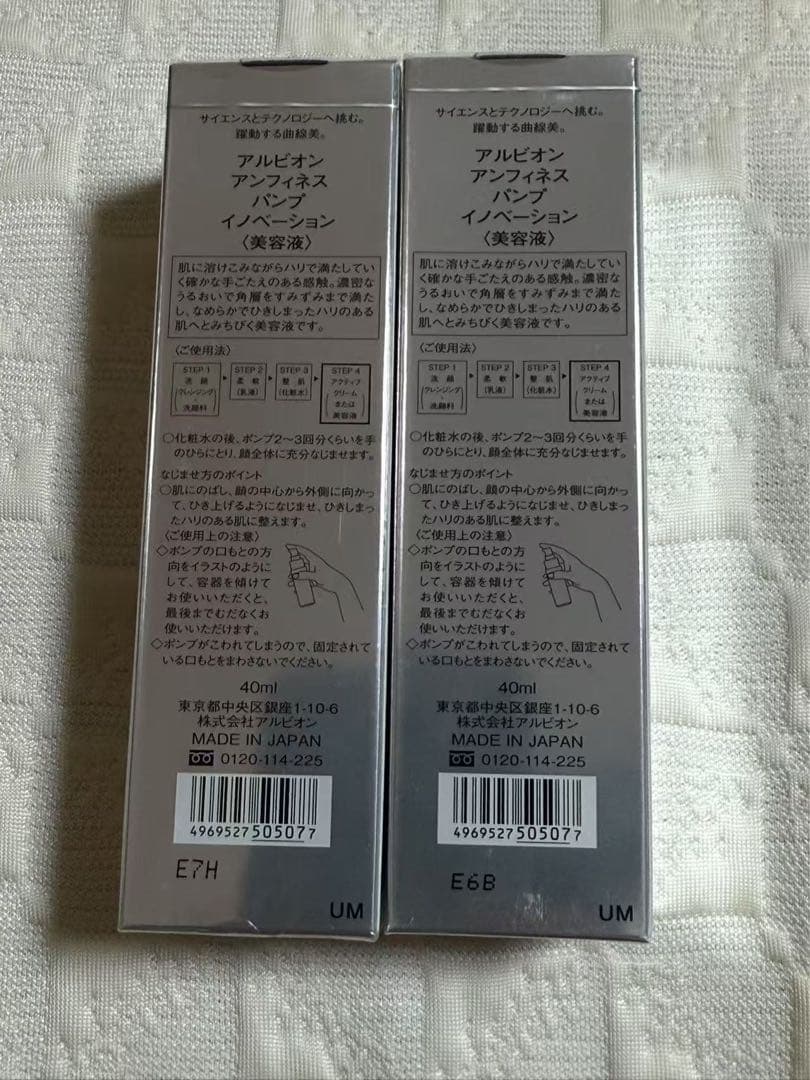 サイエンスとテクノロジーへ挑む。
躍動する曲線美。
アルビオン
アンフィネス
パンプ
イノベーション
〈美容液〉
肌に溶けこみながらハリで満たしてい
く確かな手ごたえのある感触。濃密な
うるおいで角層をすみずみまで満た
し、なめらかでひきしまったハリのある
肌へとみちびく美容液です。
〈ご使用法〉
STEP 1
洗顔
クレンジング
・
洗顔料
STEP 2
柔軟
(乳液)
STEP 3
整肌
(化粧水)
STEP 4
アクティブ
クリーム
または
美容液
○化粧水の後、ポンプ2〜3回分くらいを手
のひらにとり、顔全体に充分なじませます。
なじませ方のポイント
○肌にのばし、顔の中心から外側に向かっ
て、ひき上げるようになじませ、ひきしまっ
たハリのある肌に整えます。
〈ご使用上の注意〉
◇ポンプの口もとの方
向をイラストのように
して、容器を傾けて
お使いいただくと、
最後までむだなくお
使いいただけます。
◇ポンプがこわれてしまうので、固定されて
いる口もとをまわさないでください。
40ml
東京都中央区銀座1-10-6
株式会社アルビオン
MADE IN JAPAN
0120-114-225
4969527505077
E7H
UM
サイエンスとテクノロジーへ挑む。
躍動する曲線美。
アルビオン
アンフィネス
パンプ
イノベーション
〈美容液〉
肌に溶けこみながらハリで満たしてい
く確かな手ごたえのある感触。濃密な
うるおいで角層をすみずみまで満た
し、なめらかでひきしまったハリのある
肌へとみちびく美容液です。
〈ご使用法〉
STEP 1
洗顔
クレンジング
・
洗顔料
STEP 2
柔軟
(乳液)
STEP 3
整肌
(化粧水)
STEP 4
アクティブ
クリーム
または
美容液
○化粧水の後、ポンプ2〜3回分くらいを手
のひらにとり、顔全体に充分なじませます。
なじませ方のポイント
○肌にのばし、顔の中心から外側に向かっ
て、ひき上げるようになじませ、ひきしまっ
たハリのある肌に整えます。
〈ご使用上の注意〉
◇ポンプの口もとの方
向をイラストのように
して、容器を傾けて
お使いいただくと、
最後までむだなくお
使いいただけます。
◇ポンプがこわれてしまうので、固定されて
いる口もとをまわさないでください。
40ml
東京都中央区銀座1-10-6
株式会社アルビオン
MADE IN JAPAN
0120-114-225
4969527505077
E6B
UM